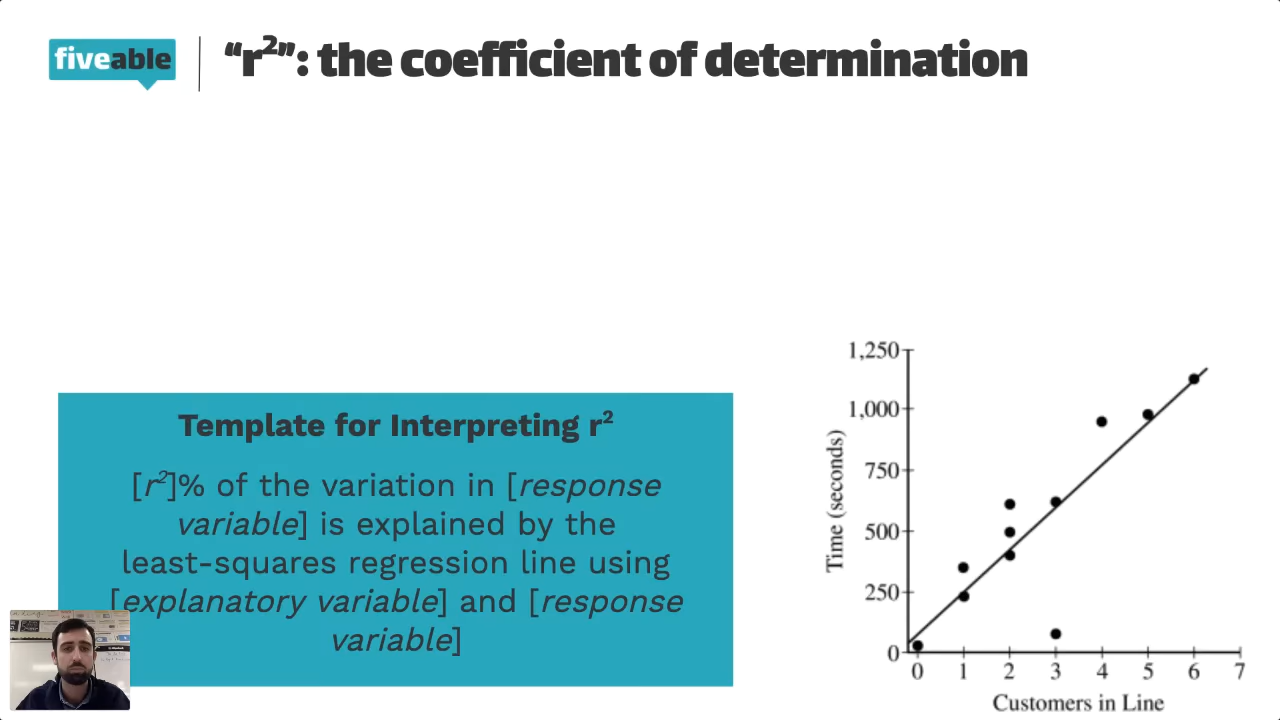 fiveable
“r²”: the coefficient of determination
Template for Interpreting r²
[r²]% of the variation in [response
variable] is explained by the
least-squares regression line using
[explanatory variable] and [response
variable]
1,250
1,000
750
500
250
0
Time (seconds)
0 1 2 3 4 5 6 7
Customers in Line